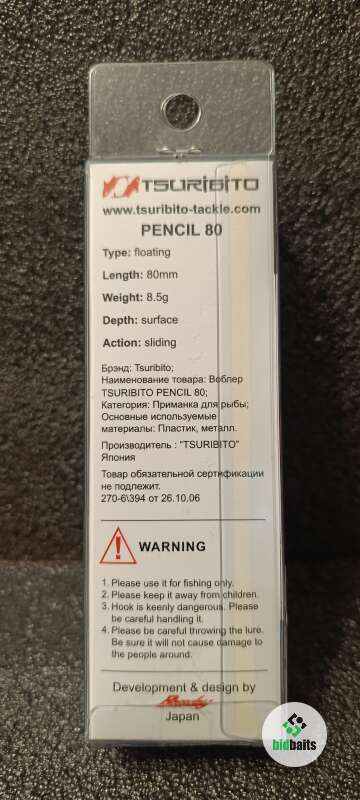 TSURIBITO
www.tsuribito-tackle.com
PENCIL 80
Type: floating
Length: 80mm
Weight: 8.5g
Depth: surface
Action: sliding
Брэнд: Tsuribito;
Наименование товара: Воблер
TSURIBITO PENCIL 80;
Категория: Приманка для рыбы;
Основные используемые
материалы: Пластик, металл.
Производитель : "TSURIBITO"
Япония
Товар обязательной сертификации
не подлежит.
270-6\394 от 26.10.06
WARNING
1. Please use it for fishing only.
2. Please keep it away from children.
3. Hook is keenly dangerous. Please
be careful handling it.
4. Please be careful throwing the lure.
Be sure it will not cause damage to
the people around.
Development & design by
Japan
bidbaits